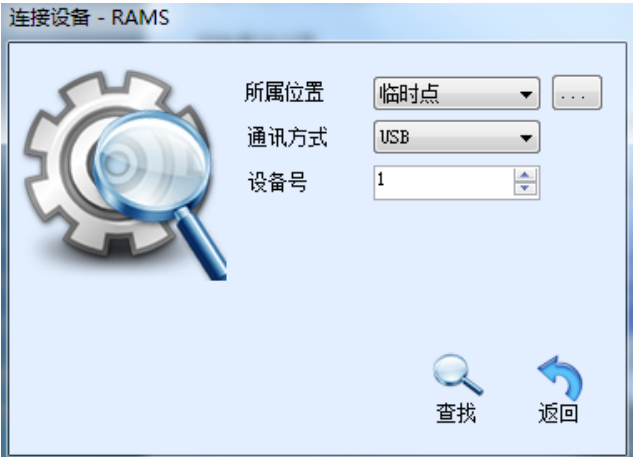 连接设备 - RAMS
所属位置 临时点 ...
通讯方式 USB
设备号 1
查找 返回